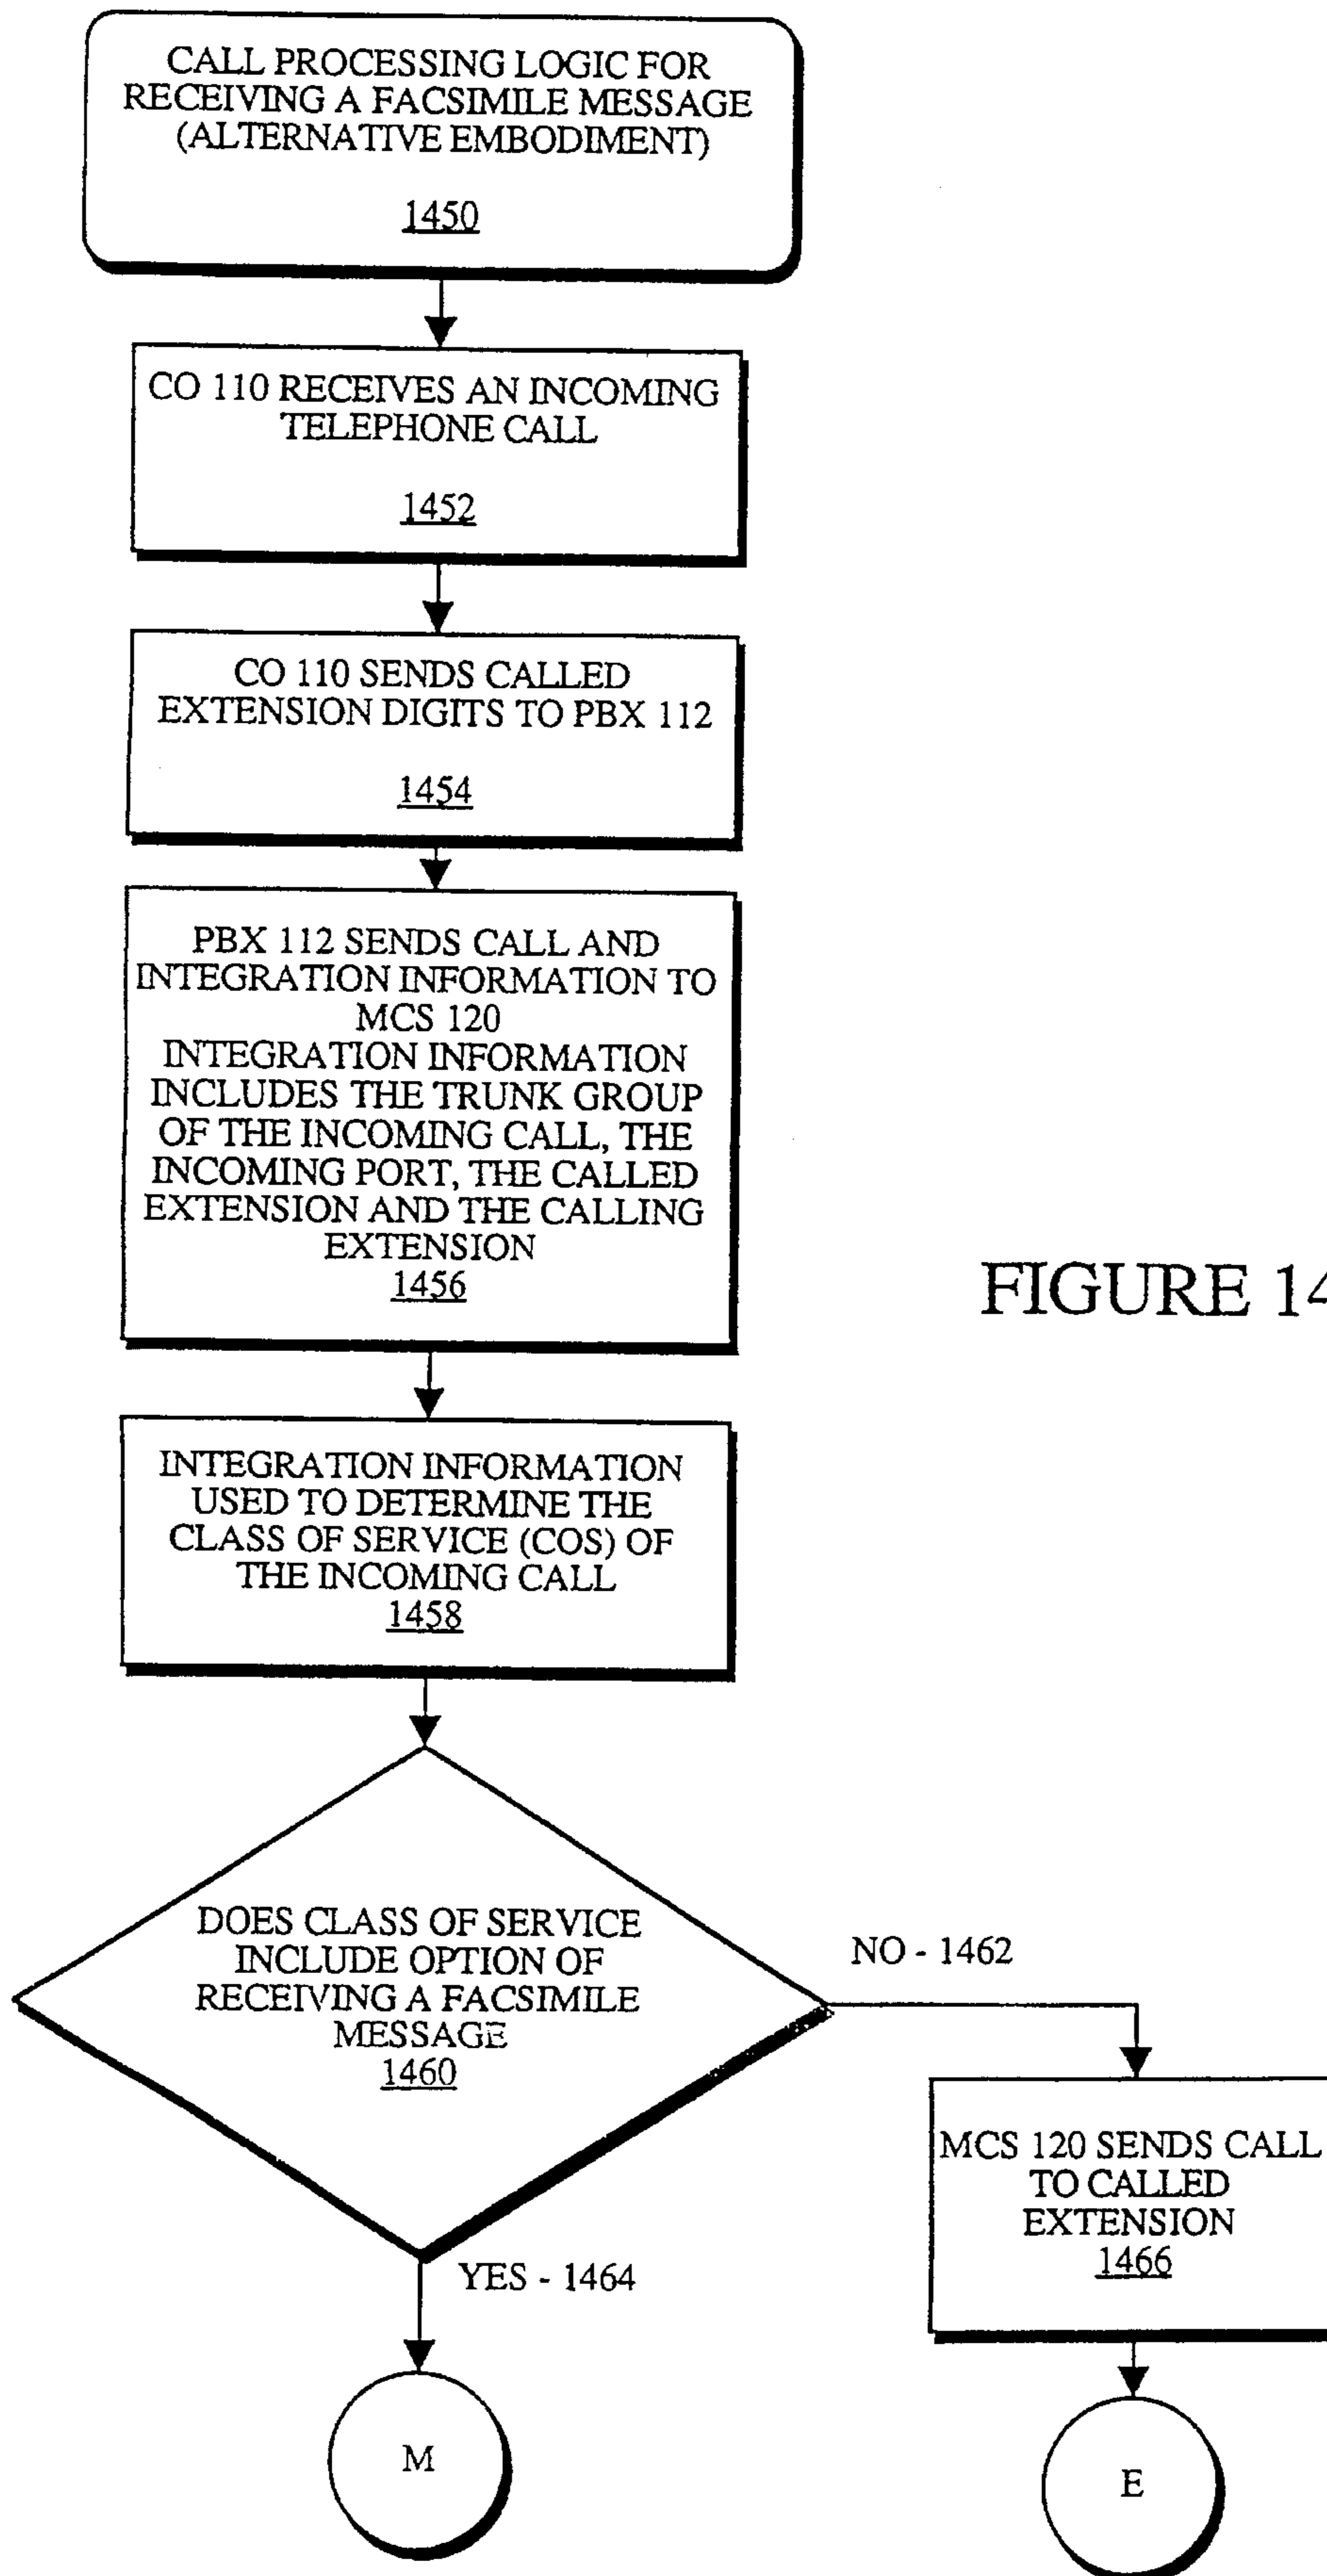 CALL PROCESSING LOGIC FOR
RECEIVING A FACSIMILE MESSAGE
(ALTERNATIVE EMBODIMENT)
1450
CO 110 RECEIVES AN INCOMING
TELEPHONE CALL
1452
CO 110 SENDS CALLED
EXTENSION DIGITS TO PBX 112
1454
PBX 112 SENDS CALL AND
INTEGRATION INFORMATION TO
MCS 120
INTEGRATION INFORMATION
INCLUDES THE TRUNK GROUP
OF THE INCOMING CALL, THE
INCOMING PORT, THE CALLED
EXTENSION AND THE CALLING
EXTENSION
1456
FIGURE 14
INTEGRATION INFORMATION
USED TO DETERMINE THE
CLASS OF SERVICE (COS) OF
THE INCOMING CALL
1458
DOES CLASS OF SERVICE
INCLUDE OPTION OF
RECEIVING A FACSIMILE
MESSAGE
1460
NO - 1462
MCS 120 SENDS CALL
TO CALLED
EXTENSION
1466
YES - 1464
M
E